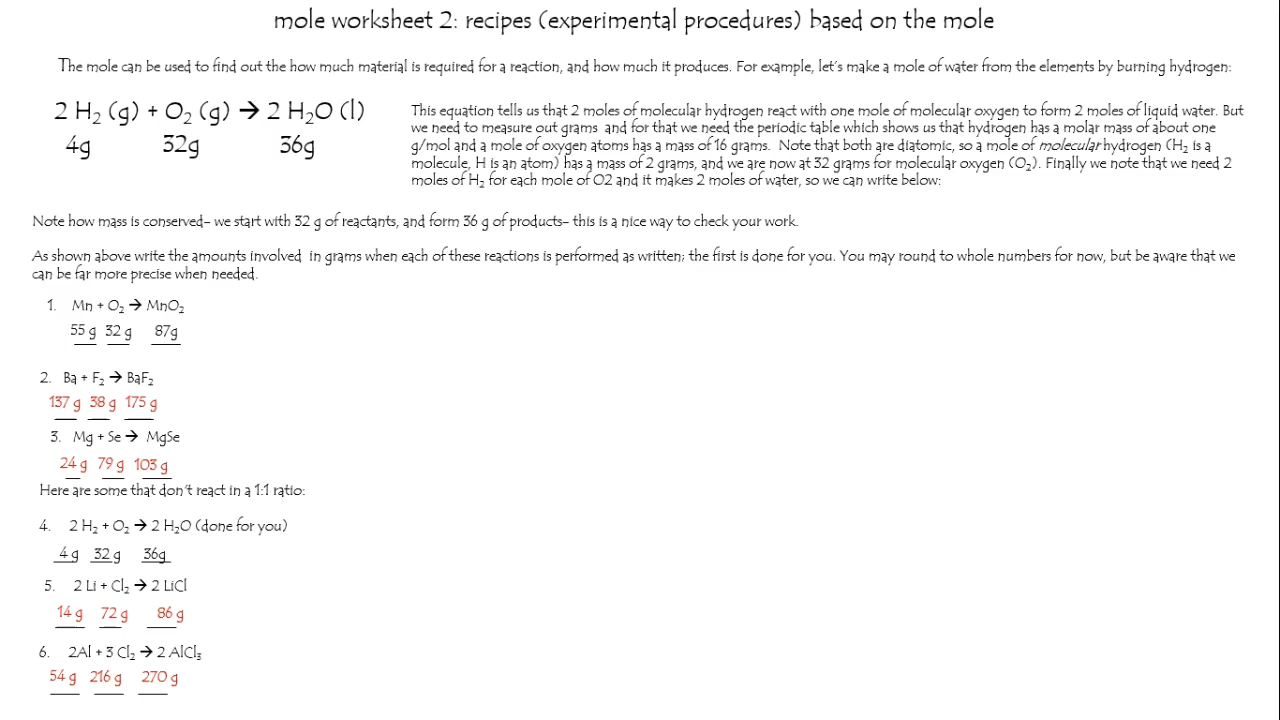 mole worksheet 2: recipes (experimental procedures) based on the mole
The mole can be used to find out the how much material is required for a reaction, and how much it produces. For example, let's make a mole of water from the elements by burning hydrogen:
2 H₂ (g) + O₂ (g) → 2 H₂O (l)
4g 32g 36g
This equation tells us that 2 moles of molecular hydrogen react with one mole of molecular oxygen to form 2 moles of liquid water. But
we need to measure out grams and for that we need the periodic table which shows us that hydrogen has a molar mass of about one
g/mol and a mole of oxygen atoms has a mass of 16 grams. Note that both are diatomic, so a mole of molecular hydrogen (H₂ is a
molecule, H is an atom) has a mass of 2 grams, and we are now at 32 grams for molecular oxygen (O₂). Finally we note that we need 2
moles of H₂ for each mole of O2 and it makes 2 moles of water, so we can write below:
Note how mass is conserved- we start with 32 g of reactants, and form 36 g of products- this is a nice way to check your work.
As shown above write the amounts involved in grams when each of these reactions is performed as written; the first is done for you. You may round to whole numbers for now, but be aware that we
can be far more precise when needed.
1. Mn + O₂ → MnO₂
55 g 32 g 87g
2. Ba + F₂ → BaF₂
137 g 38 g 175 g
3. Mg + Se → MgSe
24 g 79 g 103 g
Here are some that don't react in a 1:1 ratio:
4. 2 H₂ + O₂ → 2 H₂O (done for you)
4 g 32 g 36g
5. 2 Li + Cl₂ → 2 LiCl
14 g 72 g 86 g
6. 2Al + 3 Cl₂ → 2 AlCl₃
54 g 216 g 270 g